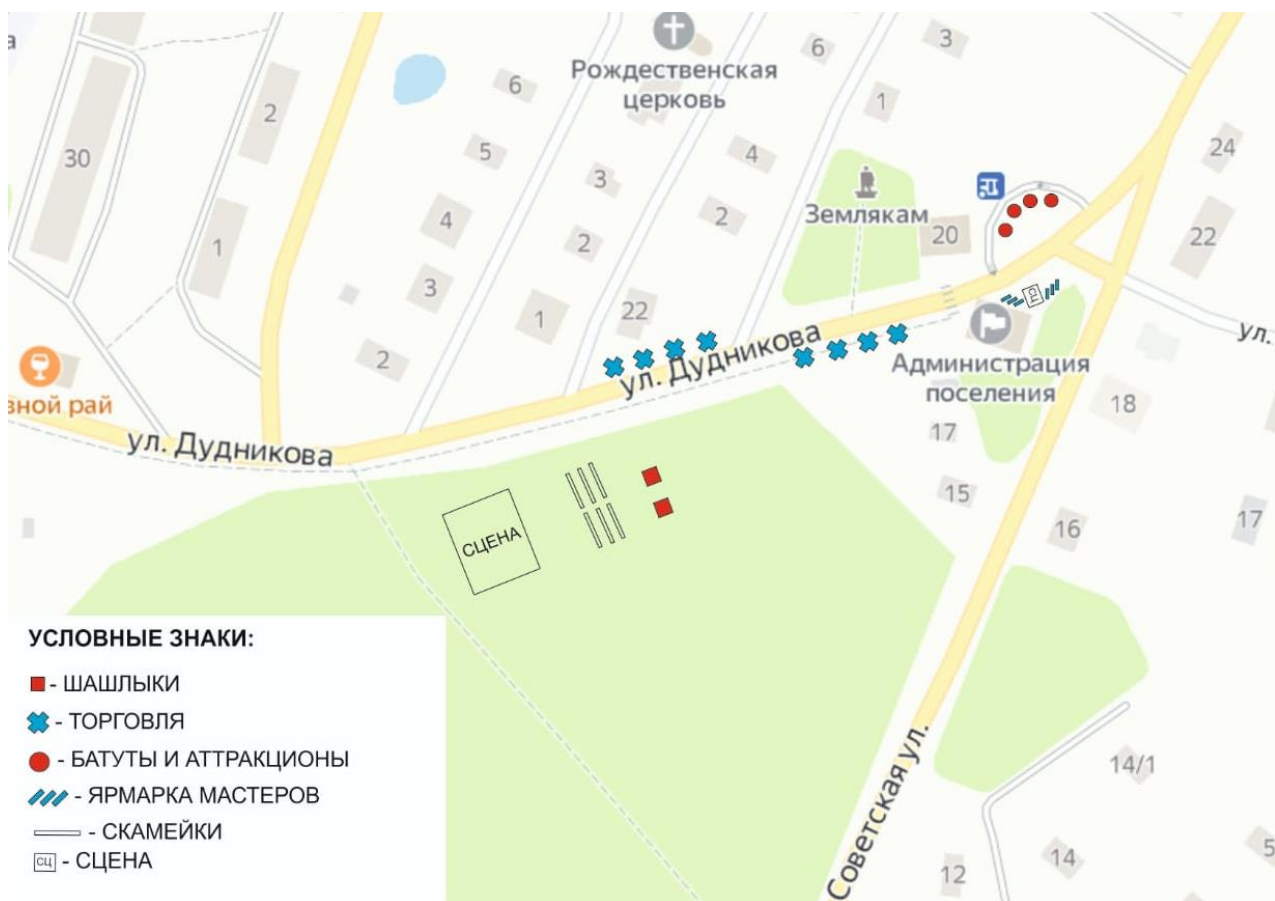 а
6
3
Рождественская
церковь
6
2
1
30
5
4
24
3
Землякам
4
2
20
22
1
2
3
22
1
СЦ
2
ул. Дудникова
ул.
Администрация
поселения
вной рай
18
ул. Дудникова
17
15
16
17
СЦЕНА
УСЛОВНЫЕ ЗНАКИ:
- ШАШЛЫКИ
- ТОРГОВЛЯ
- БАТУТЫ И АТТРАКЦИОНЫ
- ЯРМАРКА МАСТЕРОВ
- СКАМЕЙКИ
СЦ - СЦЕНА
Советская ул.
14/1
14
12
5